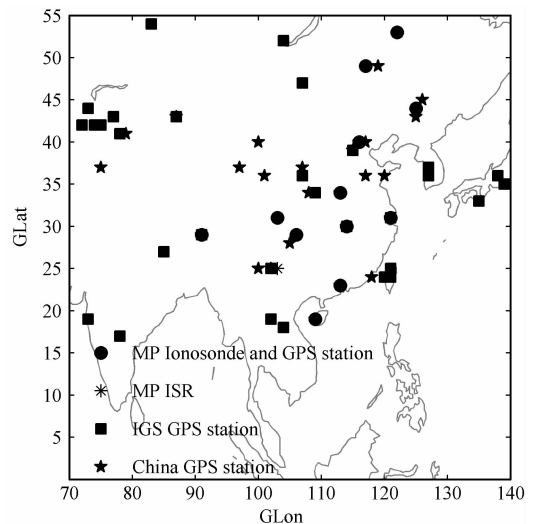 55
50
45
40
35
30
25
20
15
10
5
GLat
MP Ionosonde and GPS station
MP ISR
IGS GPS station
China GPS station
70 80 90 100 110 120 130 140
GLon